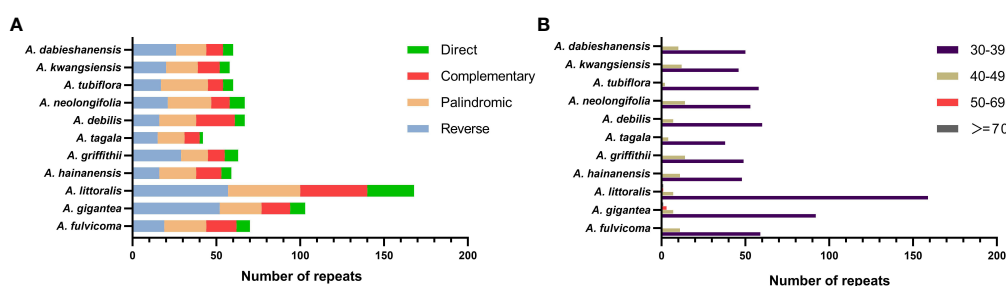 A
A. dabieshanensis
A. kwangsiensis
A. tubiflora
A. neolongifolia
A. debilis
A. tagala
A. griffithii
A. hainanensis
A. littoralis
A. gigantea
A. fulvicoma
0 50 100 150 200
Number of repeats
Direct
Complementary
Palindromic
Reverse
B
A. dabieshanensis
A. kwangsiensis
A. tubiflora
A. neolongifolia
A. debilis
A. tagala
A. griffithii
A. hainanensis
A. littoralis
A. gigantea
A. fulvicoma
0 50 100 150 200
Number of repeats
30-39
40-49
50-69
>=70